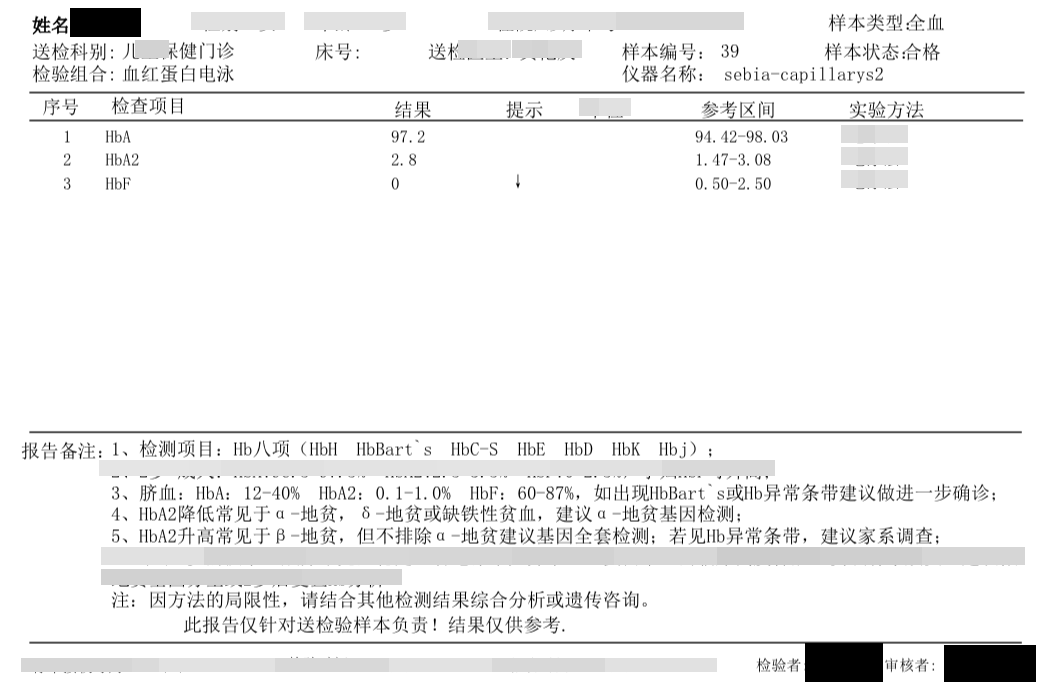 姓名 样本类型:全血
送检科别: 儿 保健门诊 床号: 送检 样本编号: 39 样本状态:合格
检验组合: 血红蛋白电泳 仪器名称: sebia-capillarys2
序号 检查项目 结果 提示 参考区间 实验方法
1 HbA 97.2 94.42-98.03
2 HbA2 2.8 1.47-3.08
3 HbF 0 ↓ 0.50-2.50
报告备注: 1、检测项目: Hb八项（HbH HbBart`s HbC-S HbE HbD HbK Hbj）;
3、脐血: HbA: 12-40% HbA2: 0.1-1.0% HbF: 60-87%, 如出现HbBart`s或Hb异常条带建议做进一步确诊;
4、HbA2降低常见于α-地贫, δ-地贫或缺铁性贫血, 建议α-地贫基因检测;
5、HbA2升高常见于β-地贫, 但不排除α-地贫建议基因全套检测; 若见Hb异常条带, 建议家系调查;
注: 因方法的局限性, 请结合其他检测结果综合分析或遗传咨询。
此报告仅针对送检验样本负责! 结果仅供参考.
检验者: 审核者: